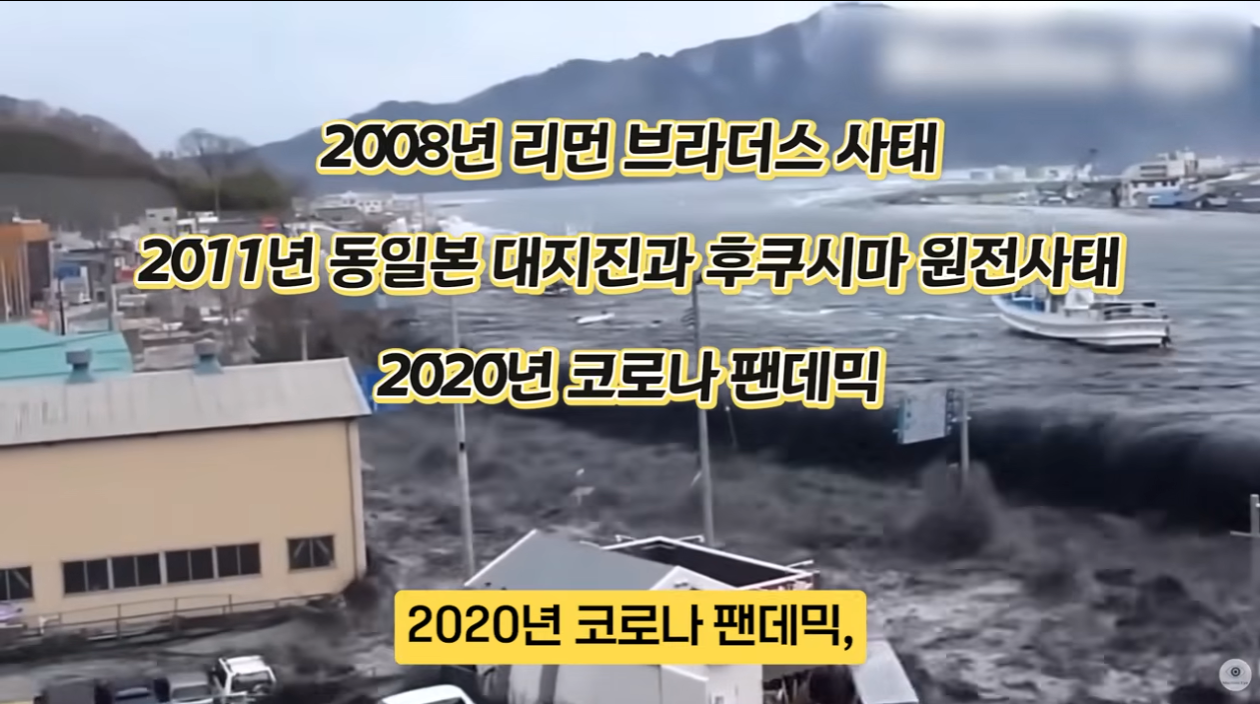 2008년 리먼 브라더스 사태
2011년 동일본 대지진과 후쿠시마 원전사태
2020년 코로나 팬데믹
2020년 코로나 팬데믹,